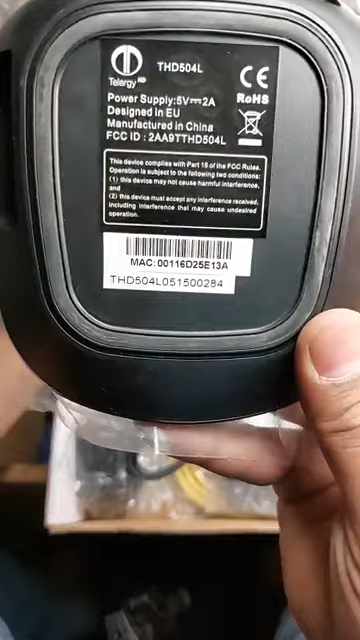 THD504L
Telergy HD
Power Supply:5V⎓2A
Designed in EU
Manufactured in China
FCC ID : 2AA9TTHD504L
CE
RoHS
This device complies with Part 15 of the FCC Rules.
Operation is subject to the following two conditions:
(1) this device may not cause harmful interference,
and
(2) this device must accept any interference received,
including interference that may cause undesired
operation.
MAC: 00116D25E13A
THD504L051500284